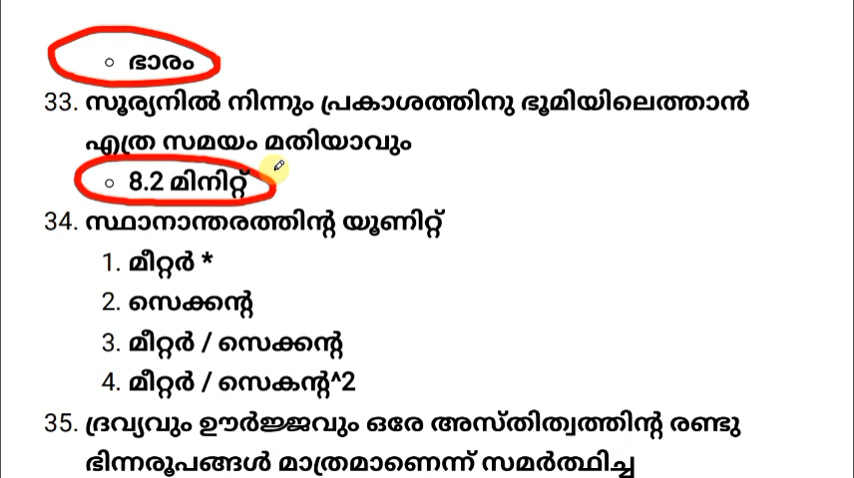 ഭാരം
33. സൂര്യനിൽ നിന്നും പ്രകാശത്തിനു ഭൂമിയിലെത്താൻ
എത്ര സമയം മതിയാവും
8.2 മിനിറ്റ്
34. സ്ഥാനാന്തരത്തിന്റ യൂണിറ്റ്
1. മീറ്റർ *
2. സെക്കന്റ
3. മീറ്റർ / സെക്കന്റ
4. മീറ്റർ / സെകന്റ^2
35. ദ്രവ്യവും ഊർജ്ജവും ഒരേ അസ്തിത്വത്തിന്റ രണ്ടു
ഭിന്നരൂപങ്ങൾ മാത്രമാണെന്ന് സമർത്ഥിച്ച